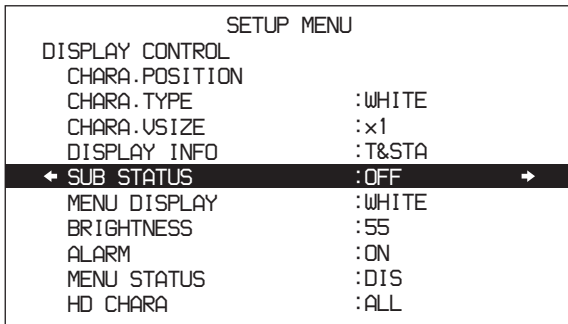 SETUP MENU
DISPLAY CONTROL
CHARA.POSITION
CHARA.TYPE :WHITE
CHARA.VSIZE :×1
DISPLAY INFO :T&STA
← SUB STATUS :OFF →
MENU DISPLAY :WHITE
BRIGHTNESS :55
ALARM :ON
MENU STATUS :DIS
HD CHARA :ALL